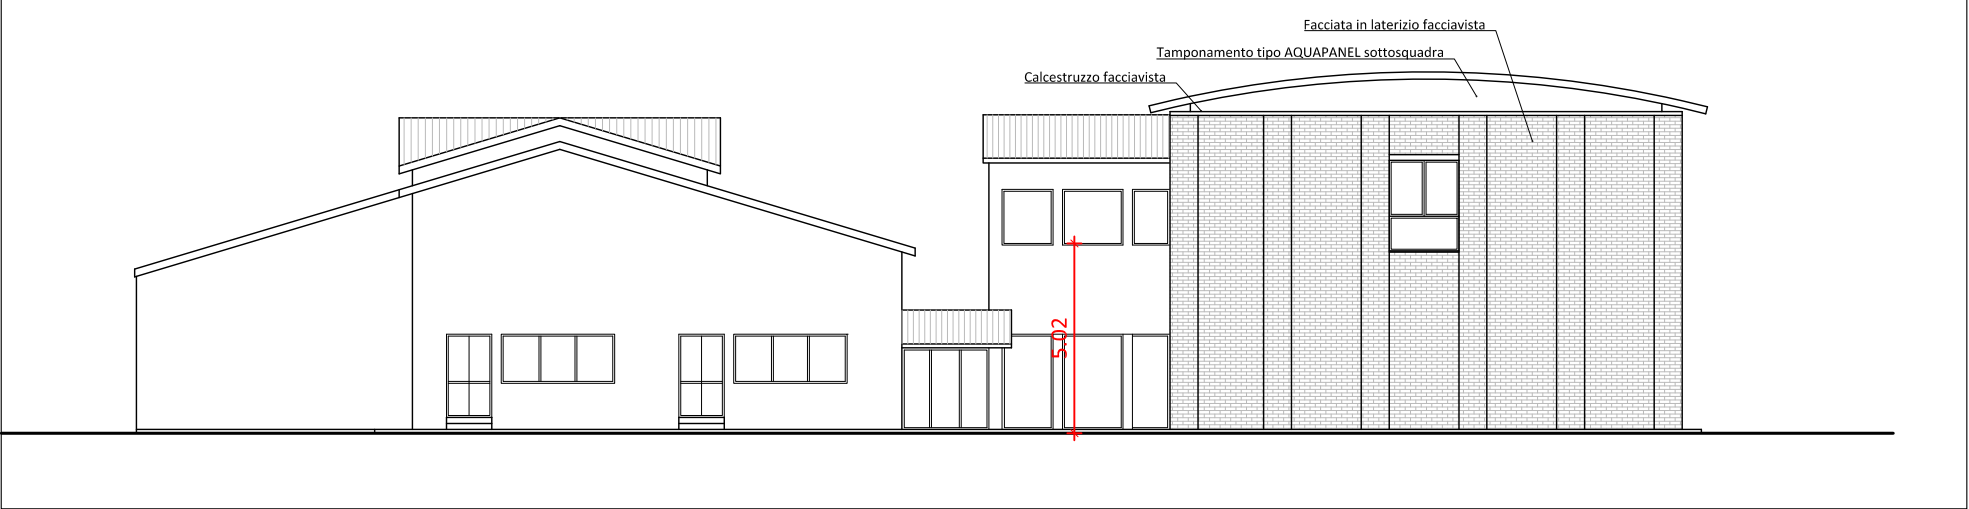 Facciata in laterizio facciavista
Tamponamento tipo AQUAPANEL sottosquadra
Calcestruzzo facciavista
5.02